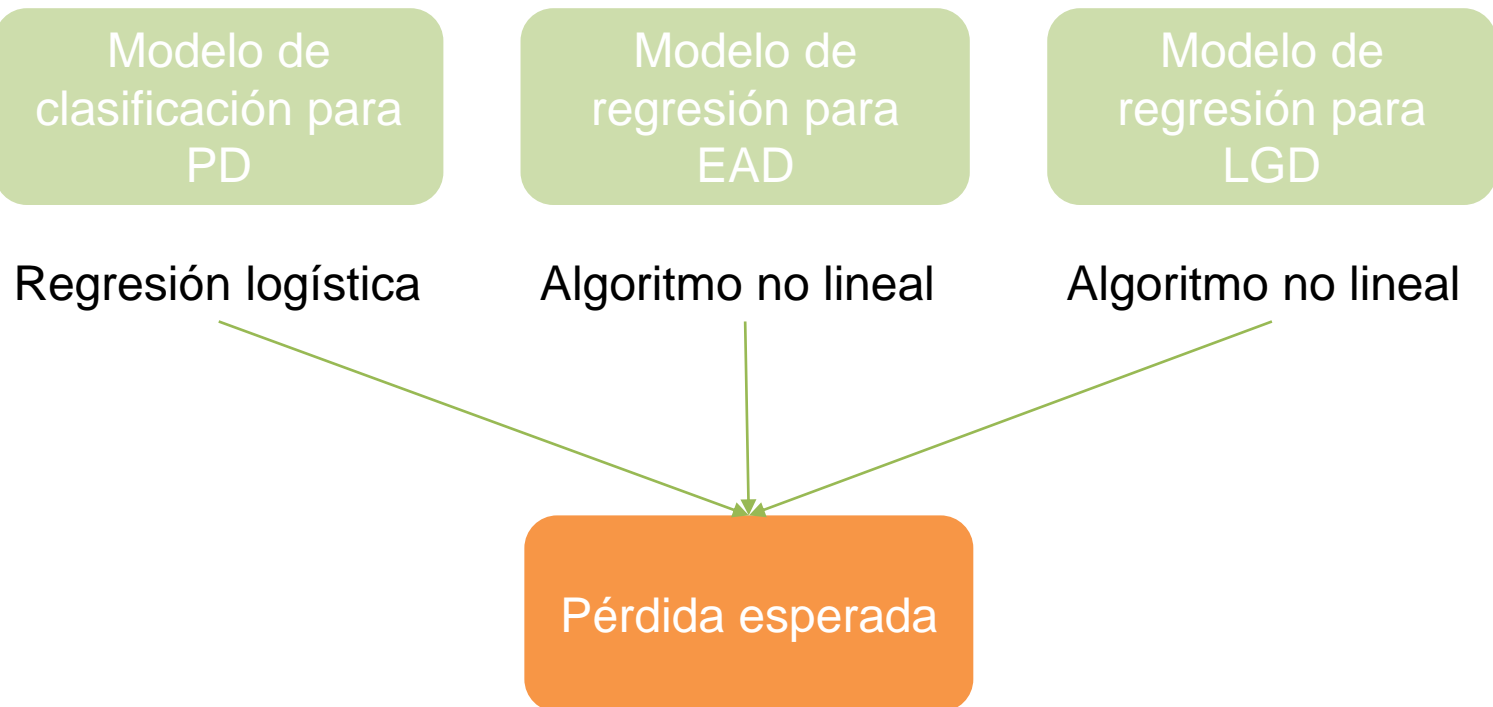 Modelo de
clasificación para
PD
Modelo de
regresión para
EAD
Modelo de
regresión para
LGD
Regresión logística
Algoritmo no lineal
Algoritmo no lineal
Pérdida esperada